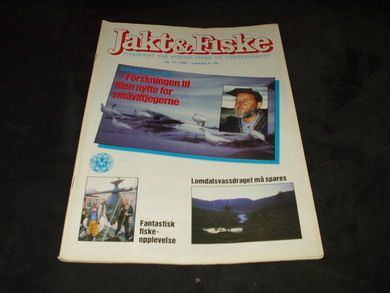 Jakt&Fiske
– Forskningen til
liten nytte for
småviltjegerne
Lomdalsvassdraget må spares
Fantastisk
fiske-
opplevelse